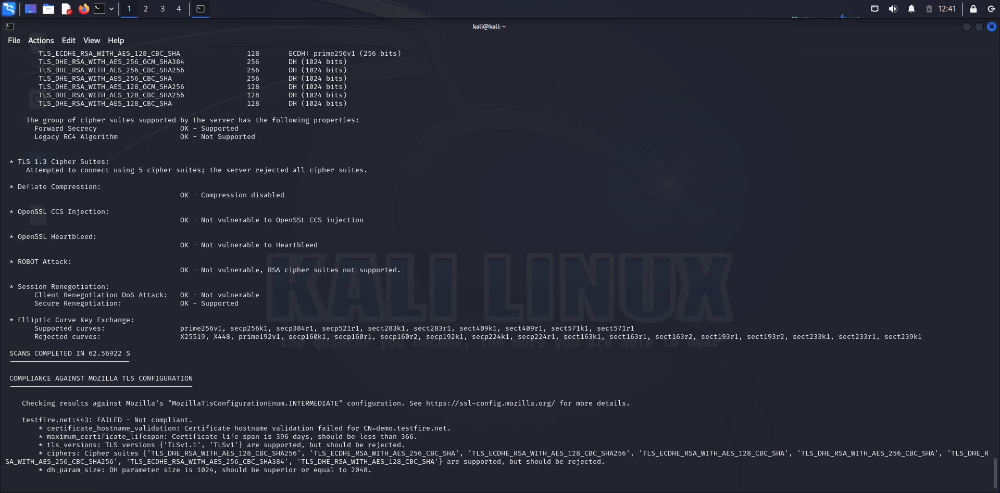 1 2 3 4 12:41
kali@kali: ~
File Actions Edit View Help
TLS_ECDHE_RSA_WITH_AES_128_CBC_SHA 128 ECDH: prime256v1 (256 bits)
TLS_DHE_RSA_WITH_AES_256_GCM_SHA384 256 DH (1024 bits)
TLS_DHE_RSA_WITH_AES_256_CBC_SHA256 256 DH (1024 bits)
TLS_DHE_RSA_WITH_AES_256_CBC_SHA 256 DH (1024 bits)
TLS_DHE_RSA_WITH_AES_128_GCM_SHA256 128 DH (1024 bits)
TLS_DHE_RSA_WITH_AES_128_CBC_SHA256 128 DH (1024 bits)
TLS_DHE_RSA_WITH_AES_128_CBC_SHA 128 DH (1024 bits)
The group of cipher suites supported by the server has the following properties:
Forward Secrecy OK - Supported
Legacy RC4 Algorithm OK - Not Supported
* TLS 1.3 Cipher Suites:
Attempted to connect using 5 cipher suites; the server rejected all cipher suites.
Home
* Deflate Compression:
OK - Compression disabled
* OpenSSL CCS Injection:
OK - Not vulnerable to OpenSSL CCS injection
* OpenSSL Heartbleed:
OK - Not vulnerable to Heartbleed
* ROBOT Attack:
OK - Not vulnerable, RSA cipher suites not supported.
* Session Renegotiation:
Client Renegotiation DoS Attack: OK - Not vulnerable
Secure Renegotiation: OK - Supported
KALI LINUX
* Elliptic Curve Key Exchange:
Supported curves: prime256v1, secp256k1, secp384r1, secp521r1, sect283k1, sect283r1, sect409k1, sect409r1, sect571k1, sect571r1
Rejected curves: X25519, X448, prime192v1, secp160k1, secp160r1, secp160r2, secp192k1, secp224k1, secp224r1, sect163k1, sect163r1, sect163r2, sect193r1, sect193r2, sect233k1, sect233r1, sect239k1
the quieter you become, the more you are able to hear
SCANS COMPLETED IN 62.56922 S
COMPLIANCE AGAINST MOZILLA TLS CONFIGURATION
Checking results against Mozilla's "MozillaTlsConfigurationEnum.INTERMEDIATE" configuration. See https://ssl-config.mozilla.org/ for more details.
testfire.net:443: FAILED - Not compliant.
* certificate_hostname_validation: Certificate hostname validation failed for CN=demo.testfire.net.
* maximum_certificate_lifespan: Certificate life span is 396 days, should be less than 366.
* tls_versions: TLS versions {'TLSv1.1', 'TLSv1'} are supported, but should be rejected.
* ciphers: Cipher suites {'TLS_DHE_RSA_WITH_AES_128_CBC_SHA256', 'TLS_ECDHE_RSA_WITH_AES_256_CBC_SHA', 'TLS_ECDHE_RSA_WITH_AES_128_CBC_SHA256', 'TLS_ECDHE_RSA_WITH_AES_128_CBC_SHA', 'TLS_DHE_RSA_WITH_AES_256_CBC_SHA', 'TLS_DHE_R
SA_WITH_AES_256_CBC_SHA256', 'TLS_ECDHE_RSA_WITH_AES_256_CBC_SHA384', 'TLS_DHE_RSA_WITH_AES_128_CBC_SHA'} are supported, but should be rejected.
* dh_param_size: DH parameter size is 1024, should be superior or equal to 2048.